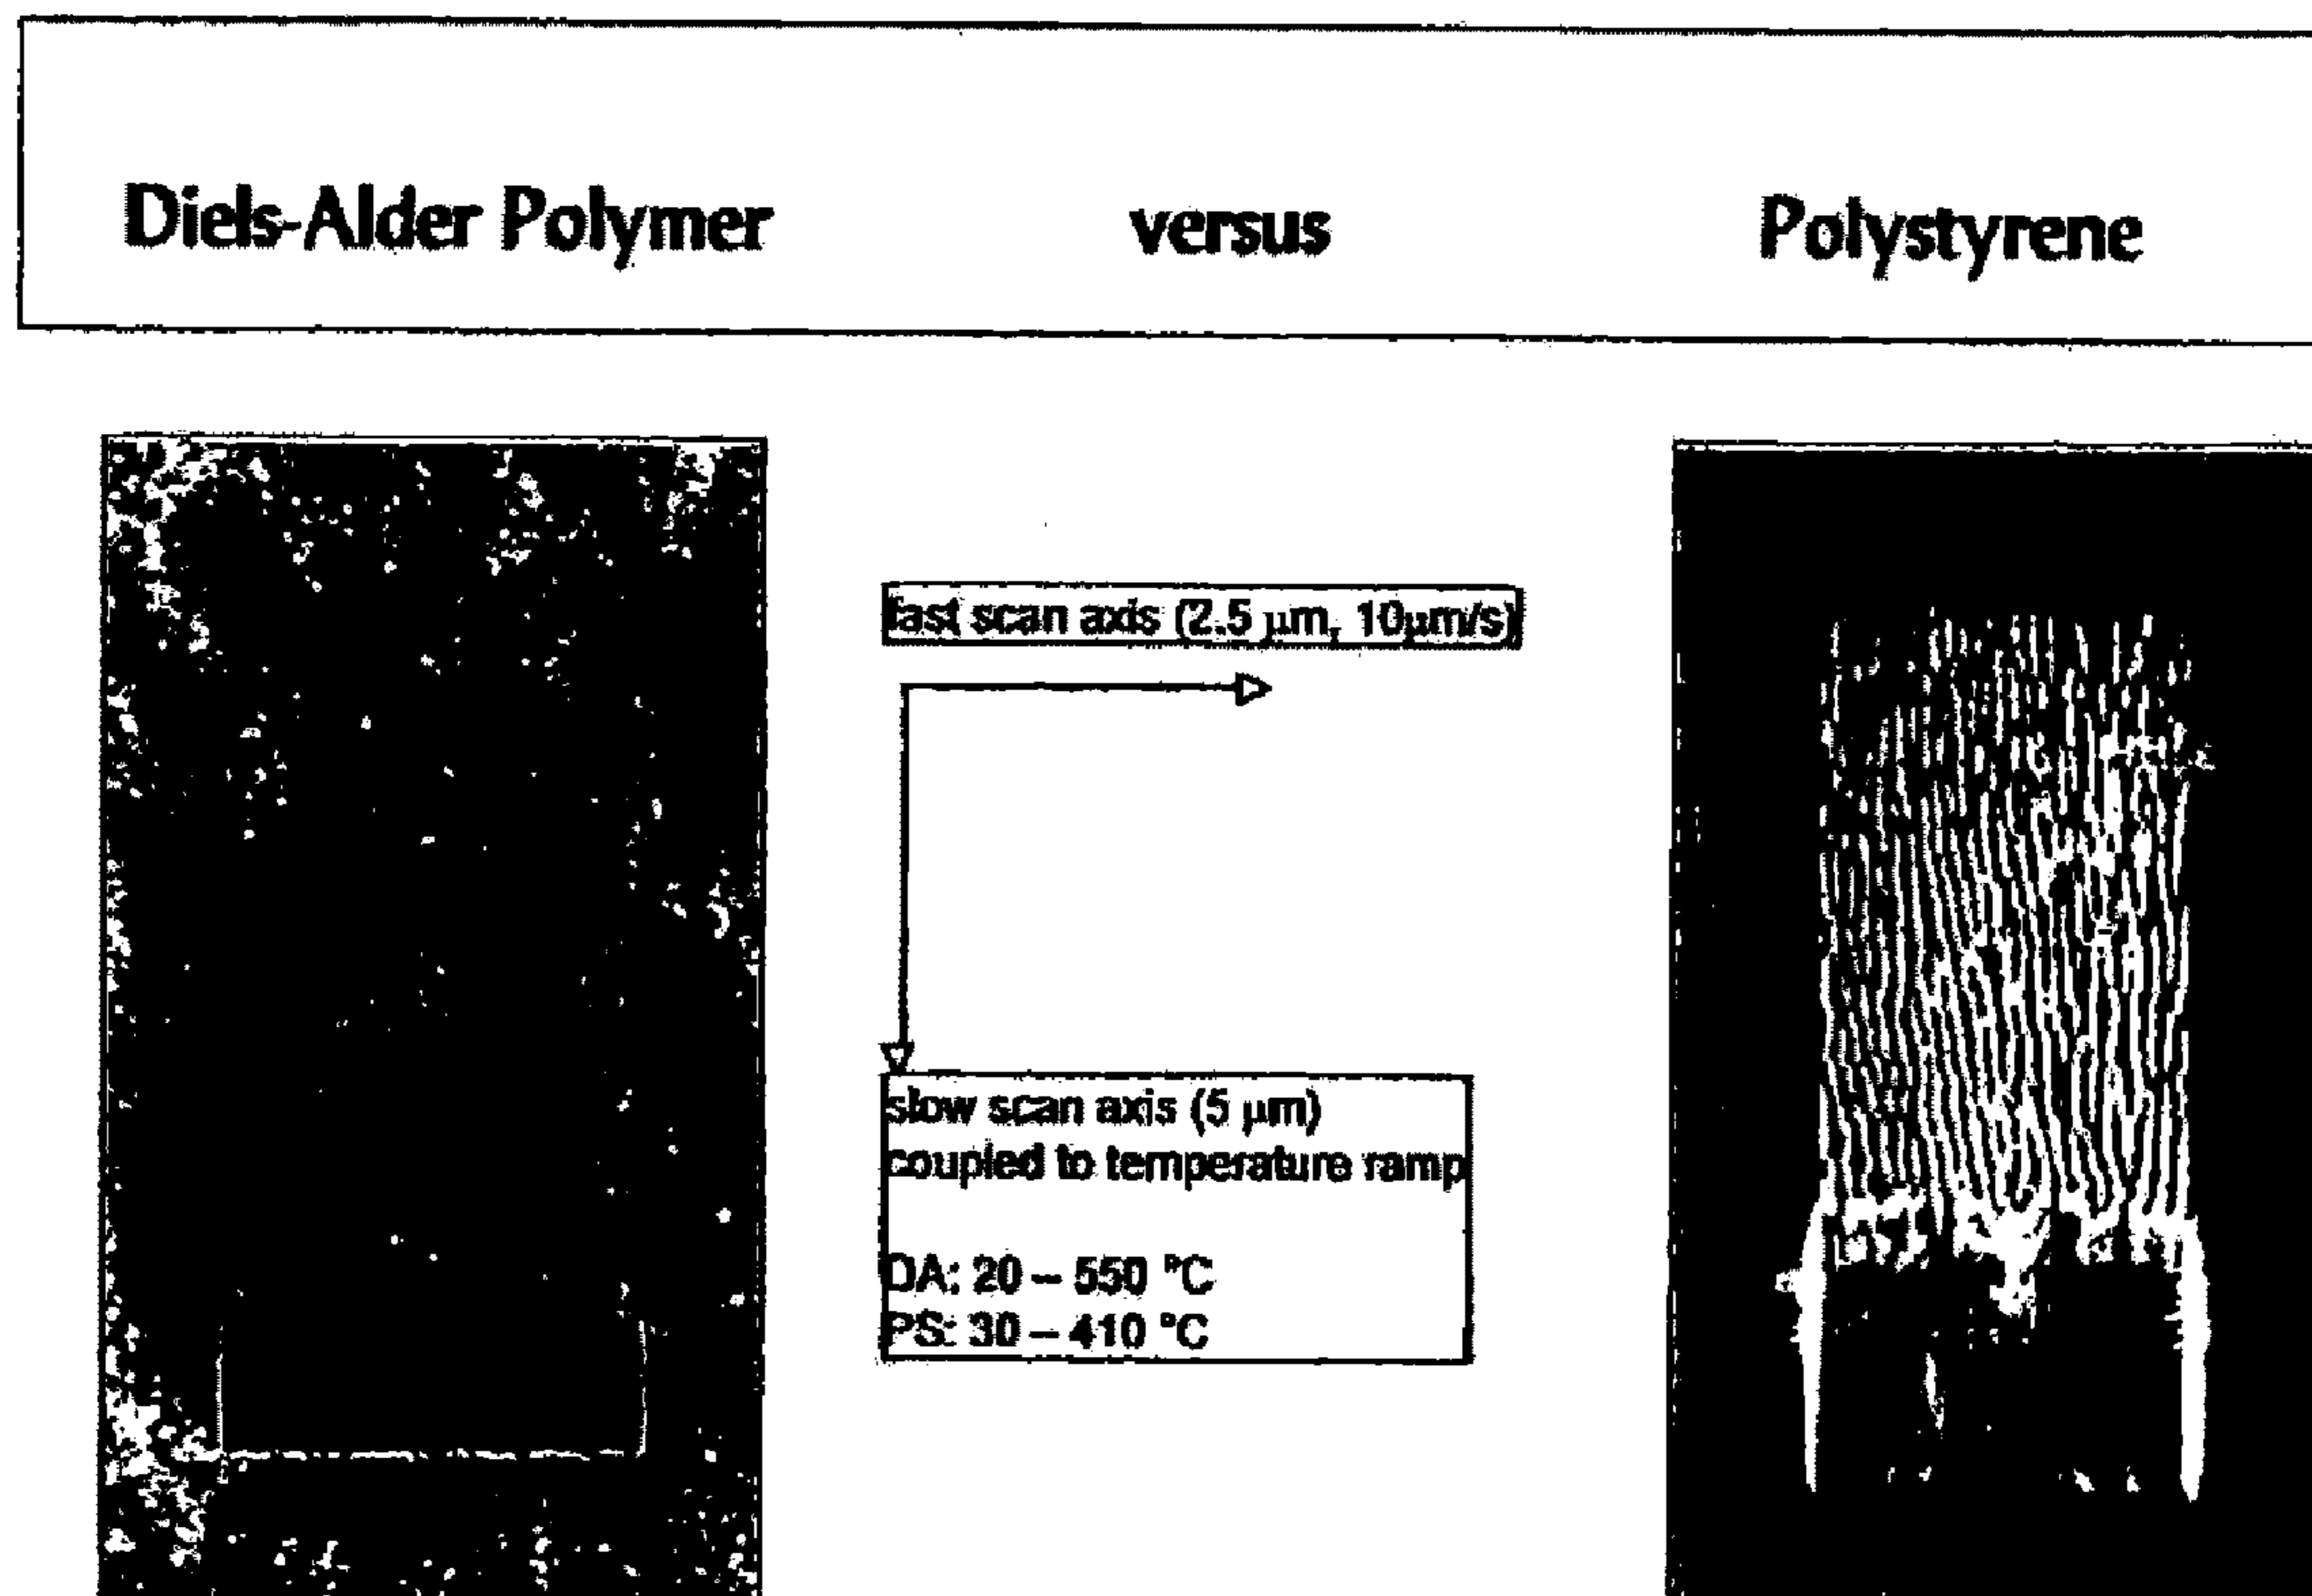 Diels-Alder Polymer versus Polystyrene
fast scan axis (2.5 µm, 10µm/s)
slow scan axis (5 µm)
coupled to temperature ramp
DA: 20 – 550 °C
PS: 30 – 410 °C